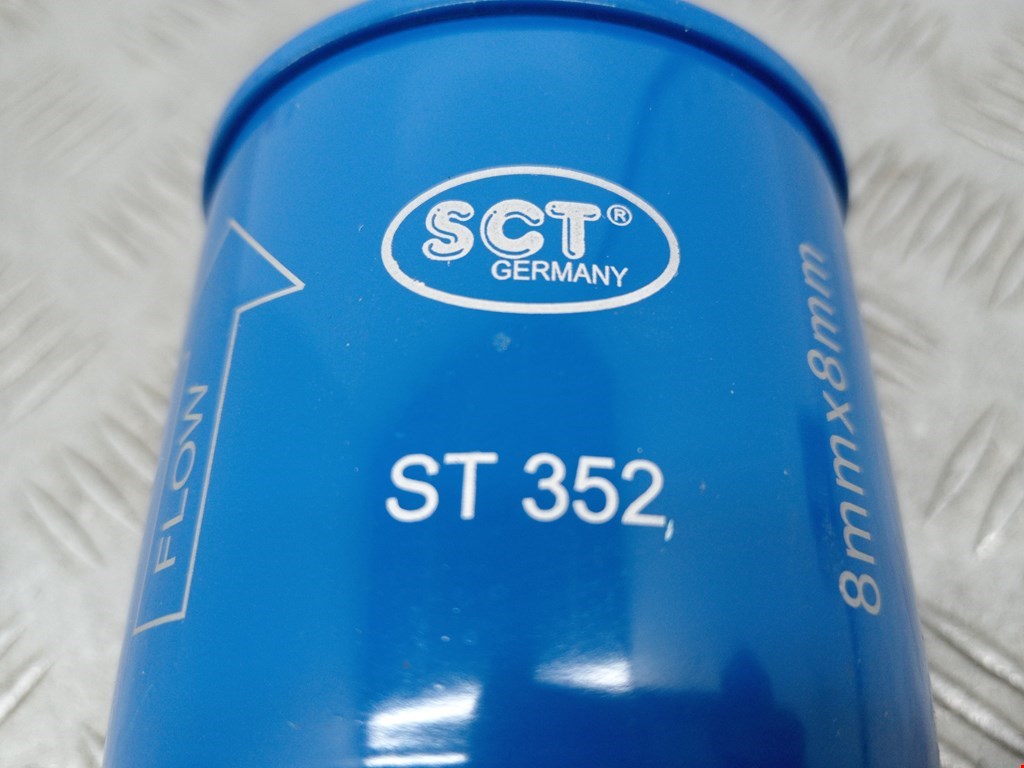 SCT®
GERMANY
ST 352
FLOW
8mmx8mm